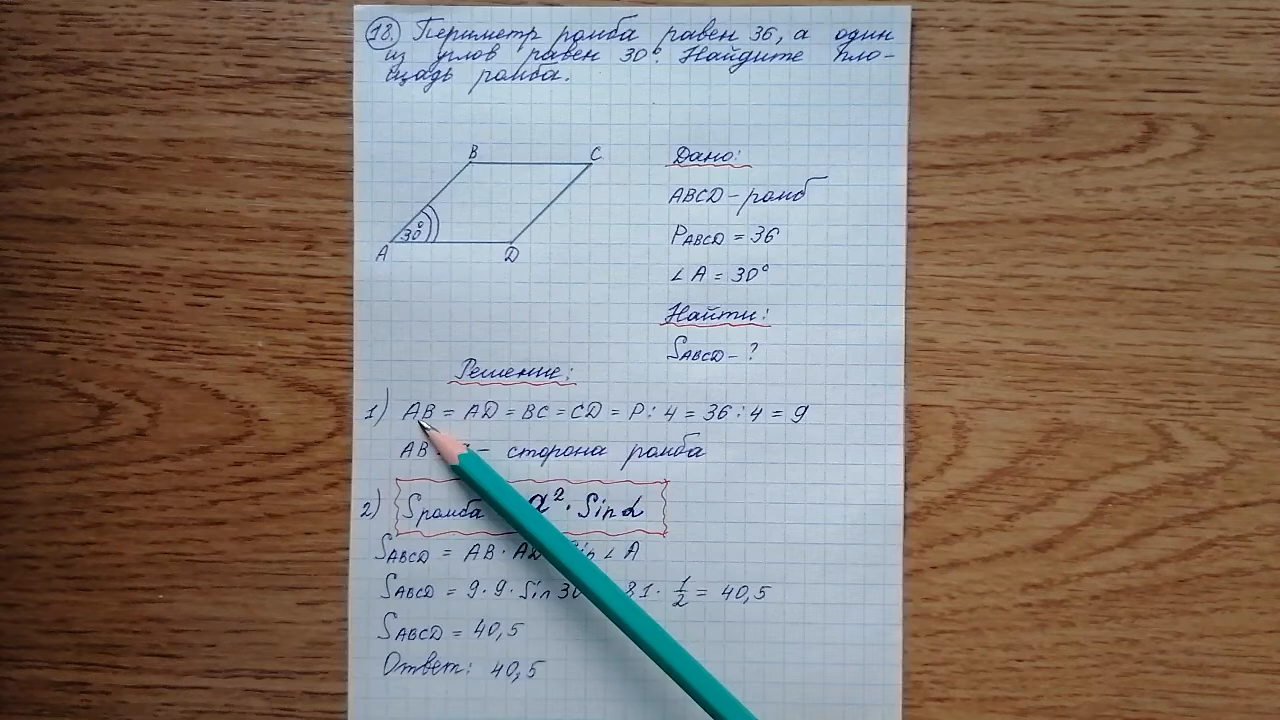 18. Периметр ромба равен 36, а один
из углов равен 30°. Найдите пло-
щадь ромба.
B C
30°
A D
Дано:
ABCD - ромб
PABCD = 36
∠A = 30°
Найти:
SABCD - ?
Решение:
1) AB = AD = BC = CD = P : 4 = 36 : 4 = 9
AB - сторона ромба
2) Sромба a² · Sin α
SABCD = AB · AD Sin ∠A
SABCD = 9 · 9 · Sin 30 81 · 1/2 = 40,5
SABCD = 40,5
Ответ: 40,5